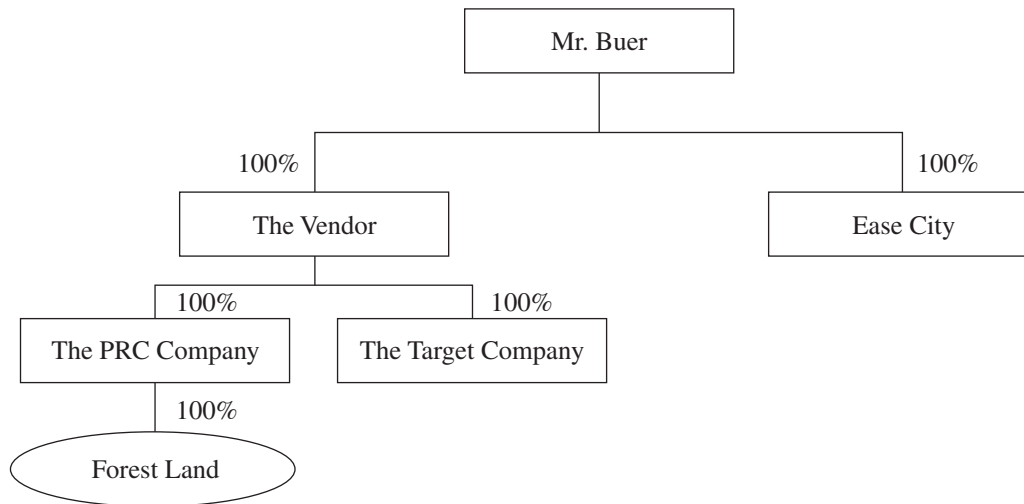 Mr. Buer
100%
100%
The Vendor
Ease City
100%
100%
The PRC Company
The Target Company
100%
Forest Land